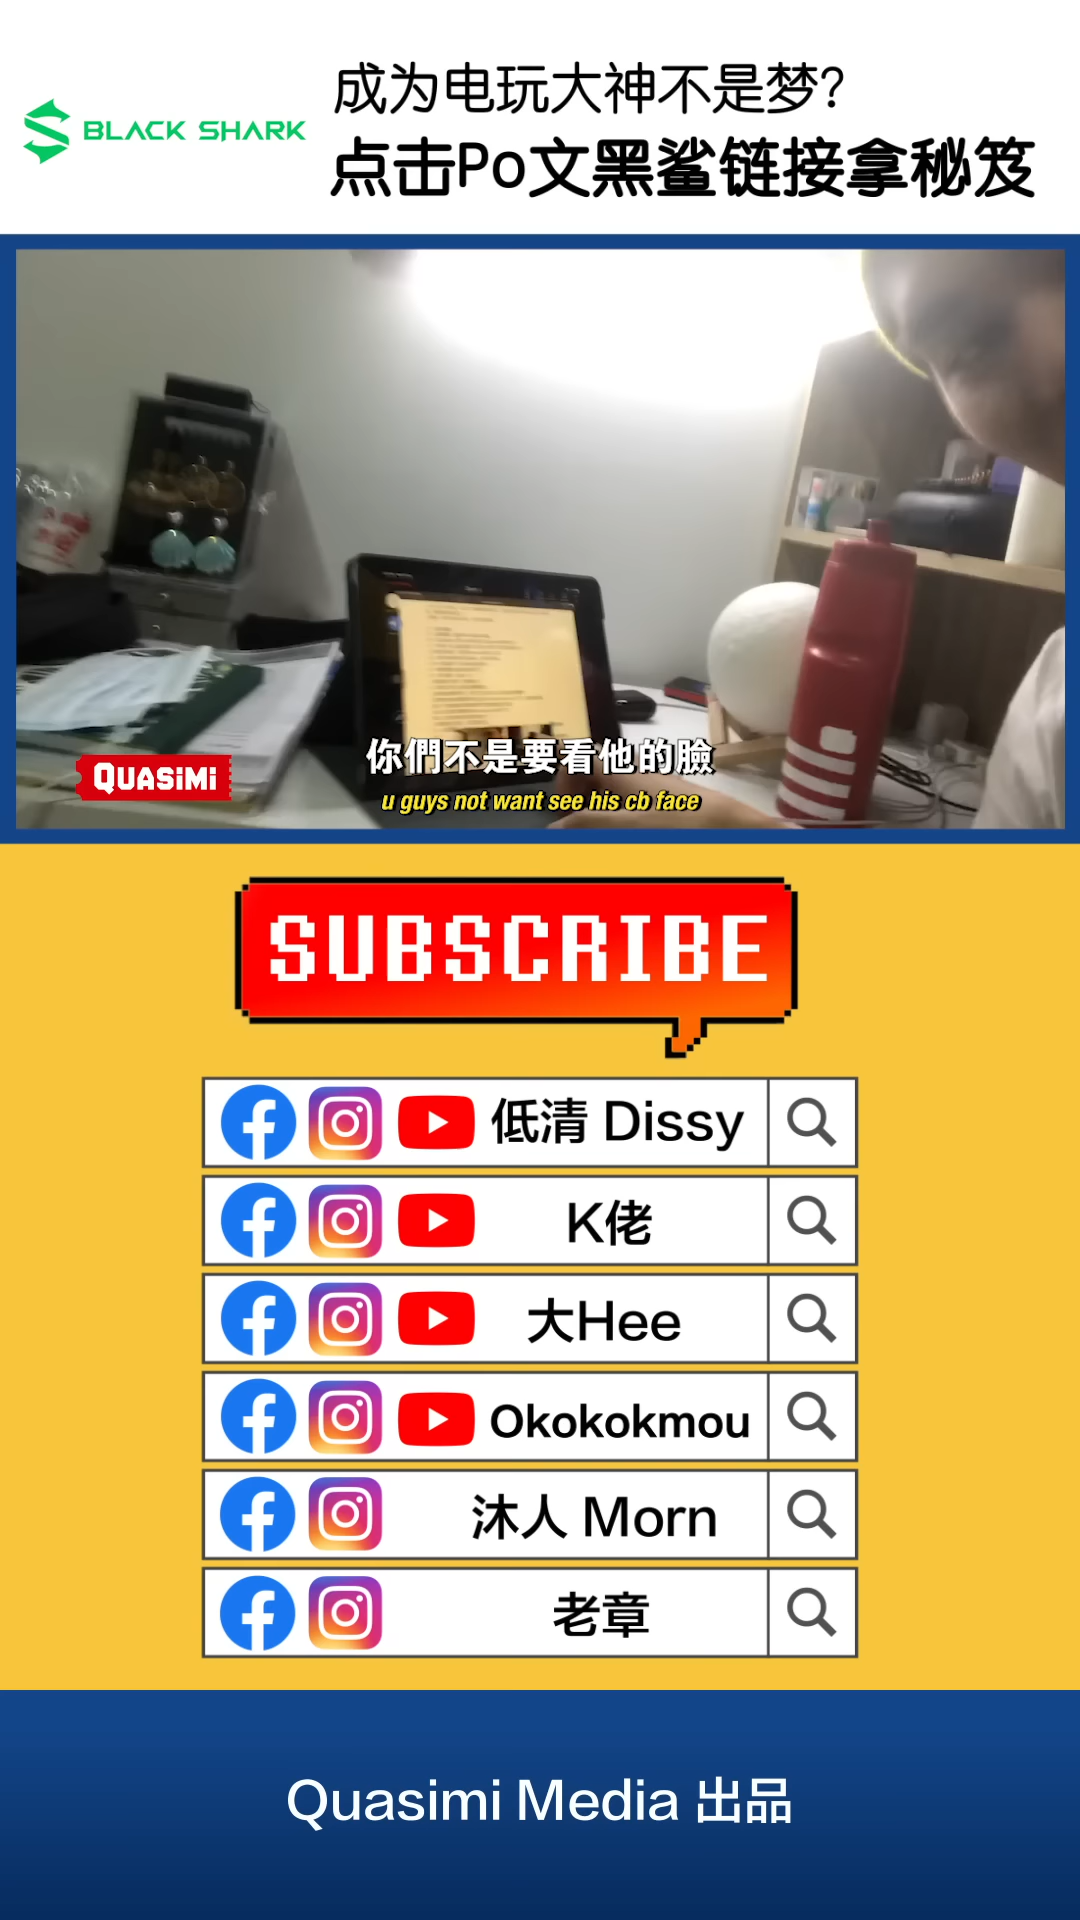 成为电玩大神不是梦?
BLACK SHARK
点击Po文黑鲨链接拿秘笈
你們不是要看他的臉
QUASiMi
u guys not want see his cb face
SUBSCRIBE
低清 Dissy
K佬
大Hee
Okokokmou
沐人 Morn
老章
Quasimi Media 出品